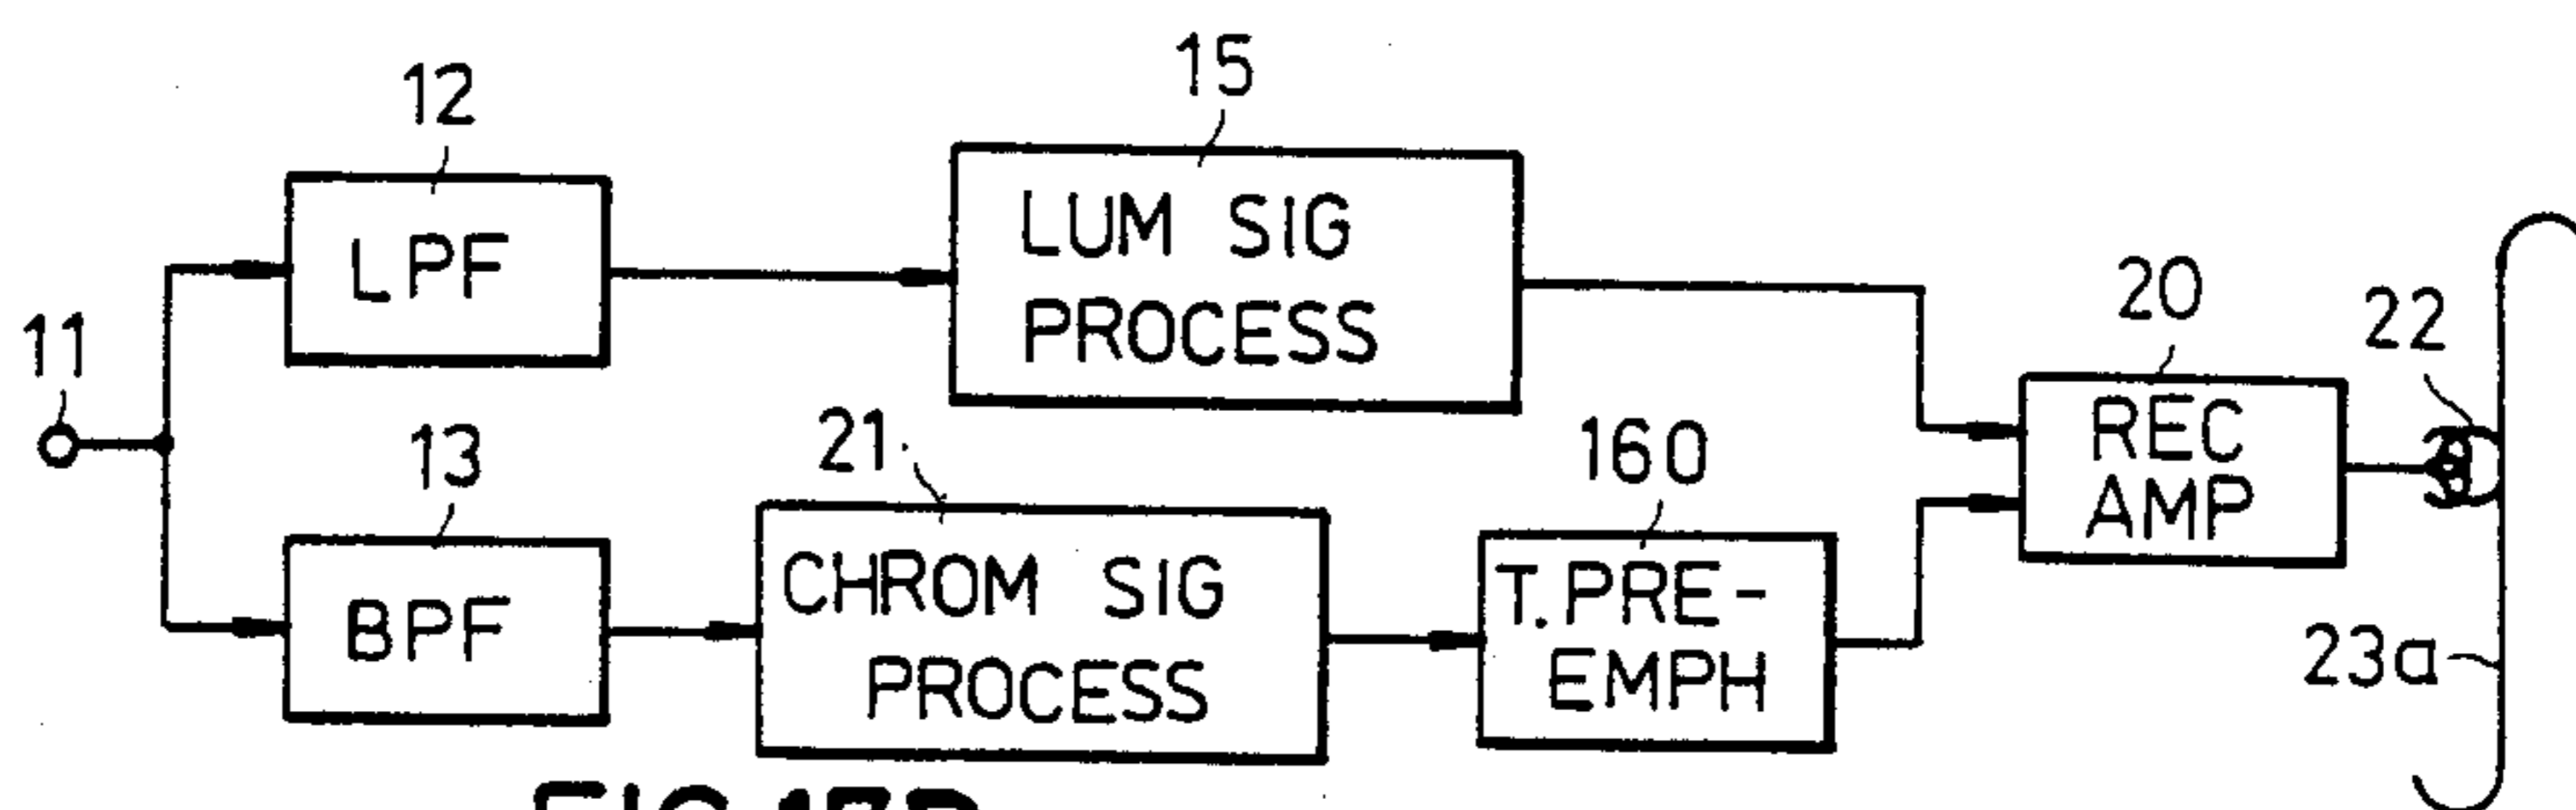 12
15
LPF
LUM SIG
PROCESS
11
20
22
REC
AMP
13
21
160
BPF
CHROM SIG
PROCESS
T.PRE-
EMPH
23a